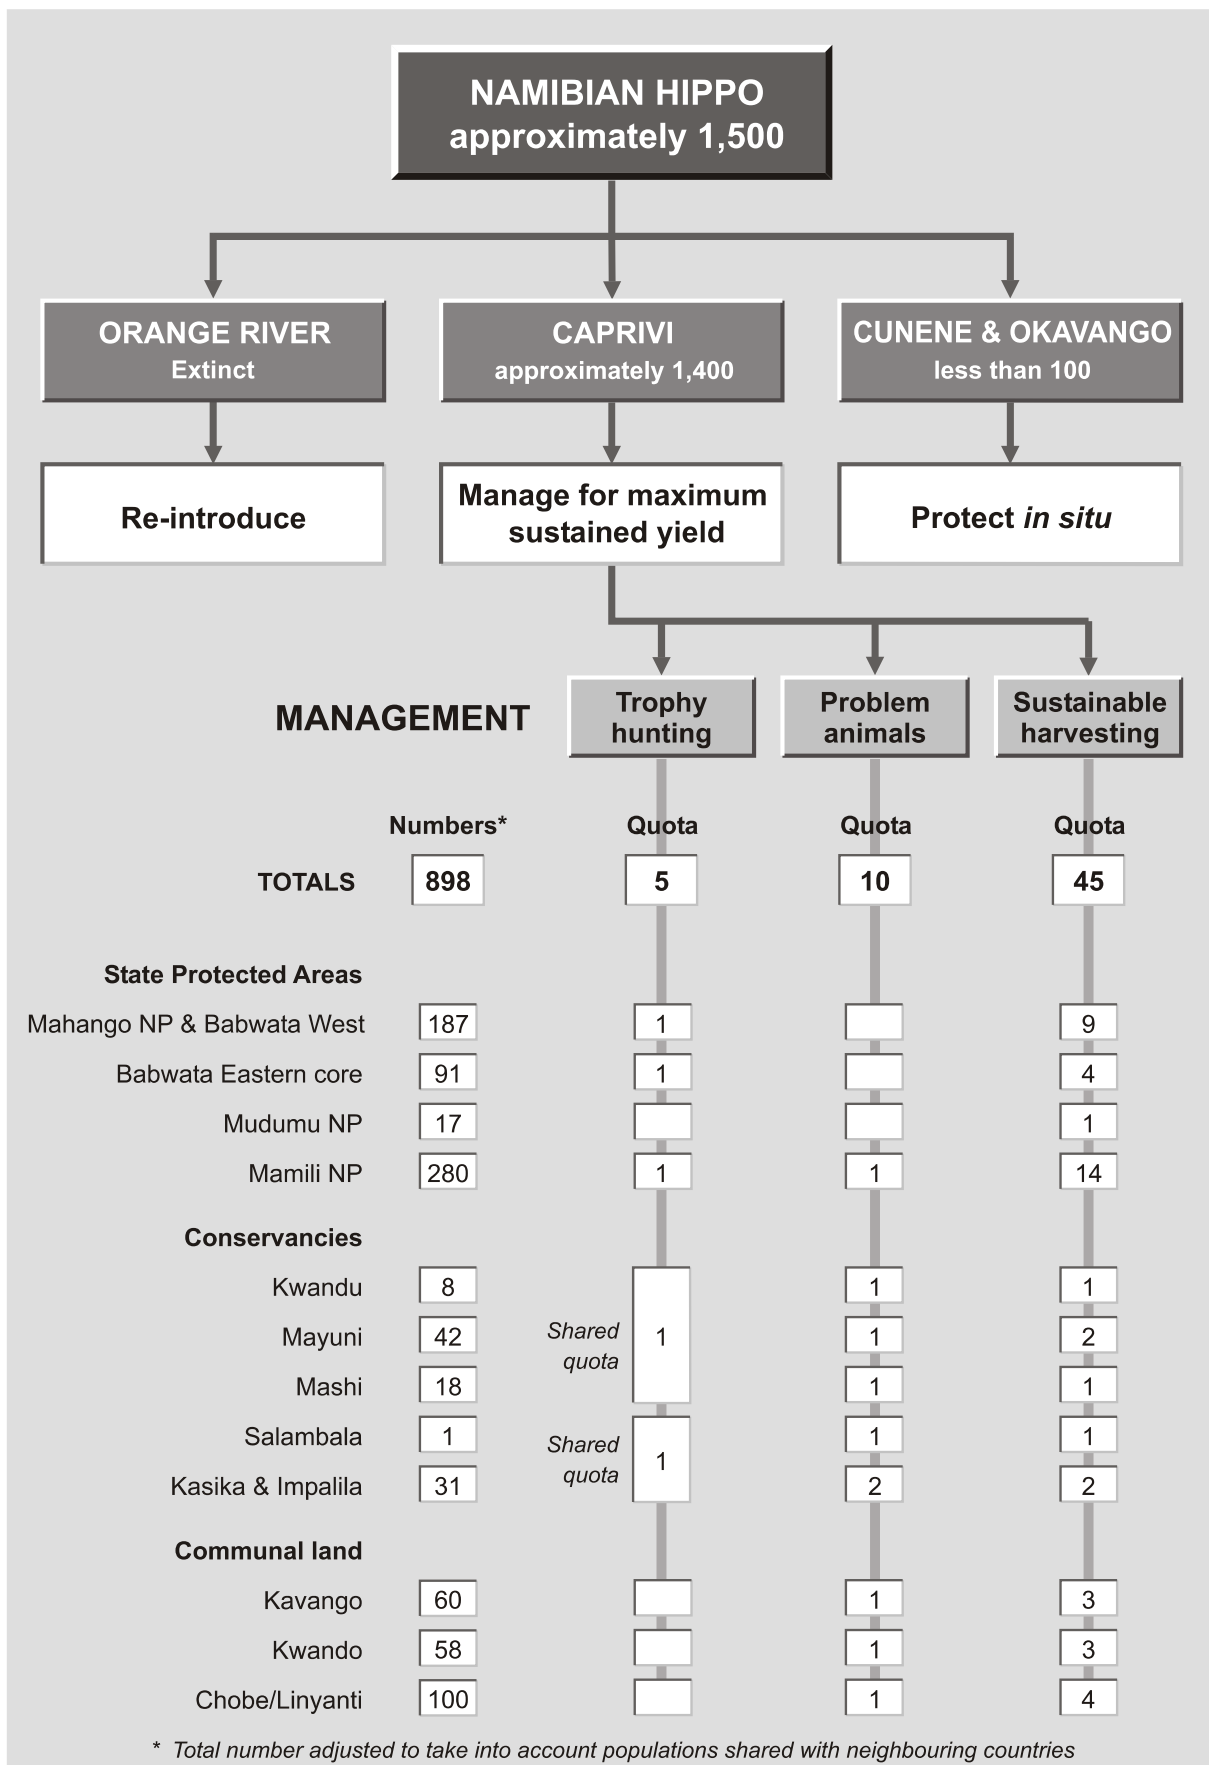 NAMIBIAN HIPPO
approximately 1,500
ORANGE RIVER
Extinct
CAPRIVI
approximately 1,400
CUNENE & OKAVANGO
less than 100
Re-introduce
Manage for maximum
sustained yield
Protect in situ
MANAGEMENT
Trophy
hunting
Problem
animals
Sustainable
harvesting
Numbers* Quota Quota Quota
TOTALS 898 5 10 45
State Protected Areas
Mahango NP & Babwata West 187 1 9
Babwata Eastern core 91 1 4
Mudumu NP 17 1
Mamili NP 280 1 1 14
Conservancies
Kwandu 8 1 1
Mayuni 42 Shared quota 1 1 2
Mashi 18 1 1
Salambala 1 Shared quota 1 1 1
Kasika & Impalila 31 2 2
Communal land
Kavango 60 1 3
Kwando 58 1 3
Chobe/Linyanti 100 1 4
* Total number adjusted to take into account populations shared with neighbouring countries